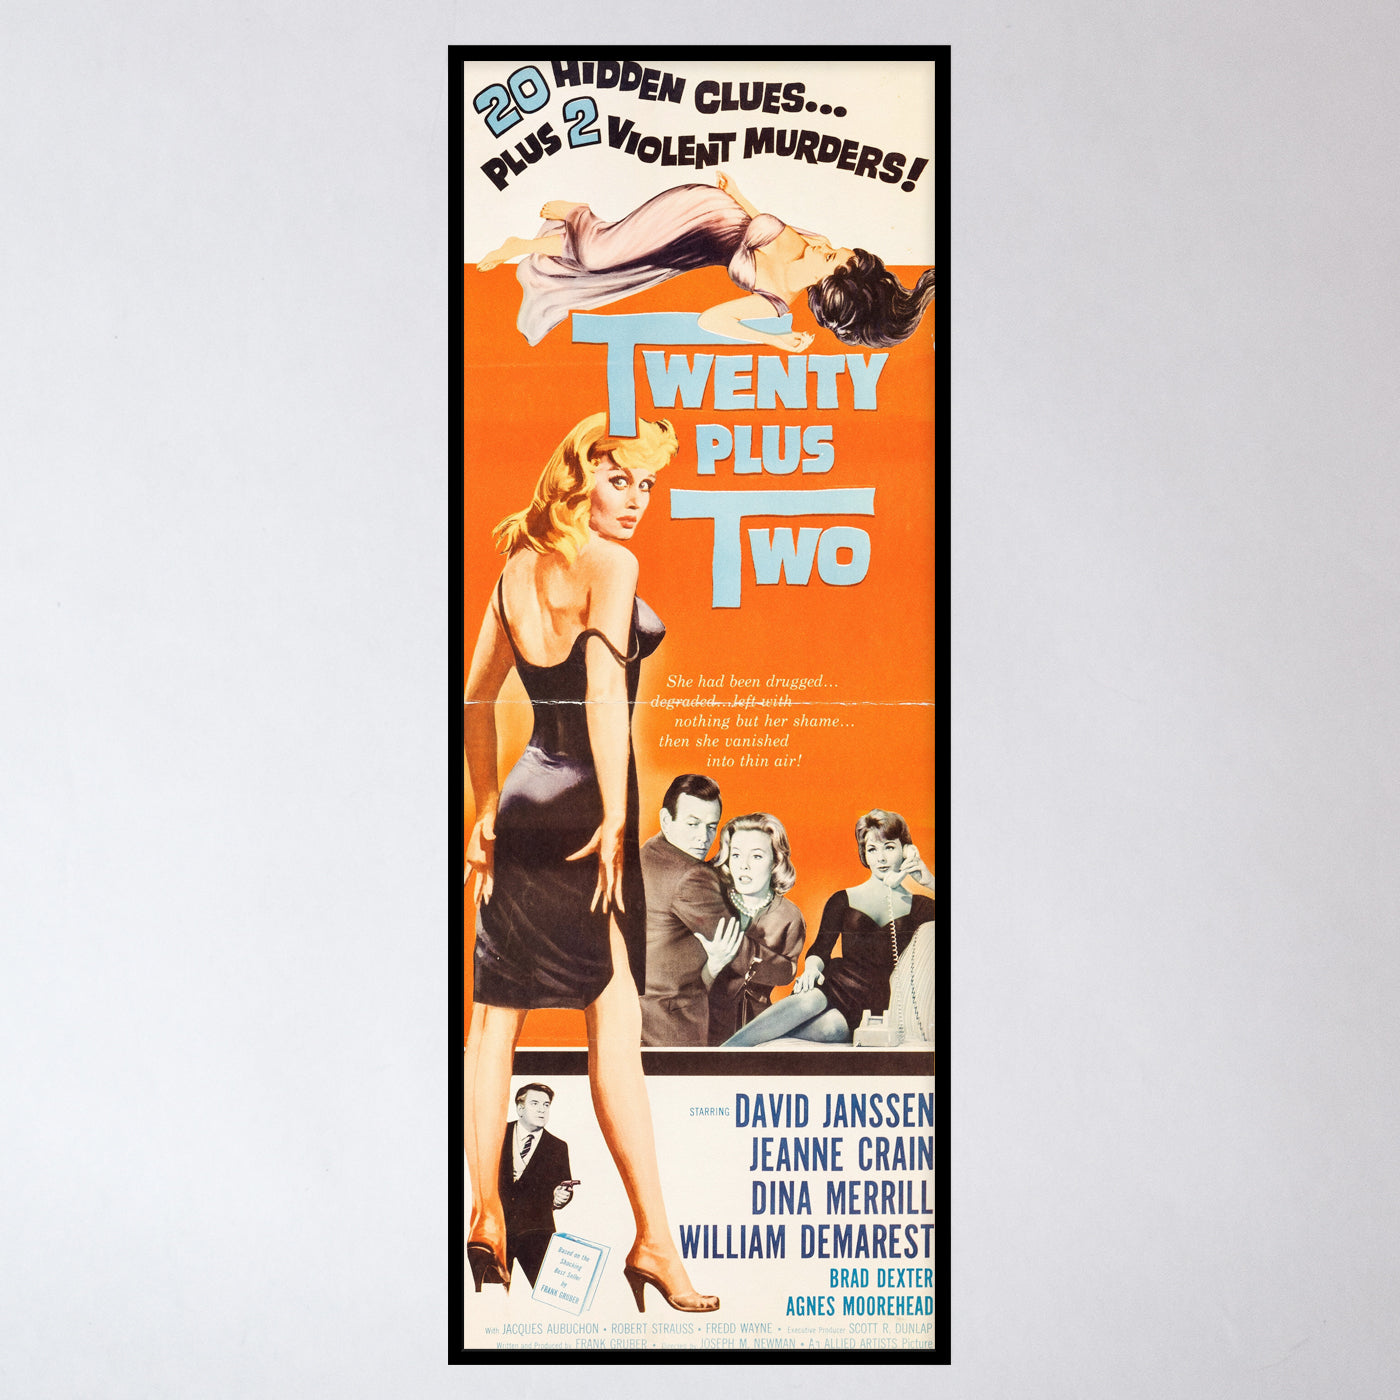 20 HIDDEN CLUES...
PLUS 2 VIOLENT MURDERS!
TWENTY
PLUS
TWO
She had been drugged...
degraded...left with
nothing but her shame...
then she vanished
into thin air!
STARRING DAVID JANSSEN
JEANNE CRAIN
DINA MERRILL
WILLIAM DEMAREST
BRAD DEXTER
AGNES MOOREHEAD
Based on the
Shocking
Best Seller
by
FRANK GRUBER
With JACQUES AUBUCHON • ROBERT STRAUSS • FREDD WAYNE • Executive Producer SCOTT R. DUNLAP
Written and Produced by FRANK GRUBER • Directed by JOSEPH M. NEWMAN • An ALLIED ARTISTS Picture